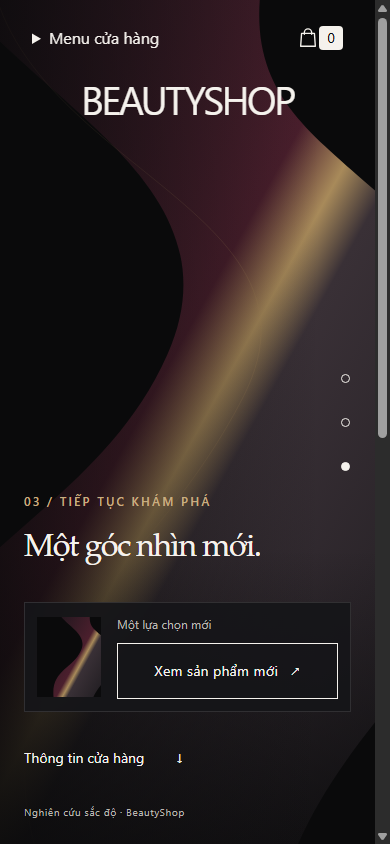 Menu cửa hàng
0
BEAUTYSHOP
03 / TIẾP TỤC KHÁM PHÁ
Một góc nhìn mới.
Một lựa chọn mới
Xem sản phẩm mới ↗
Thông tin cửa hàng ↓
Nghiên cứu sắc độ · BeautyShop